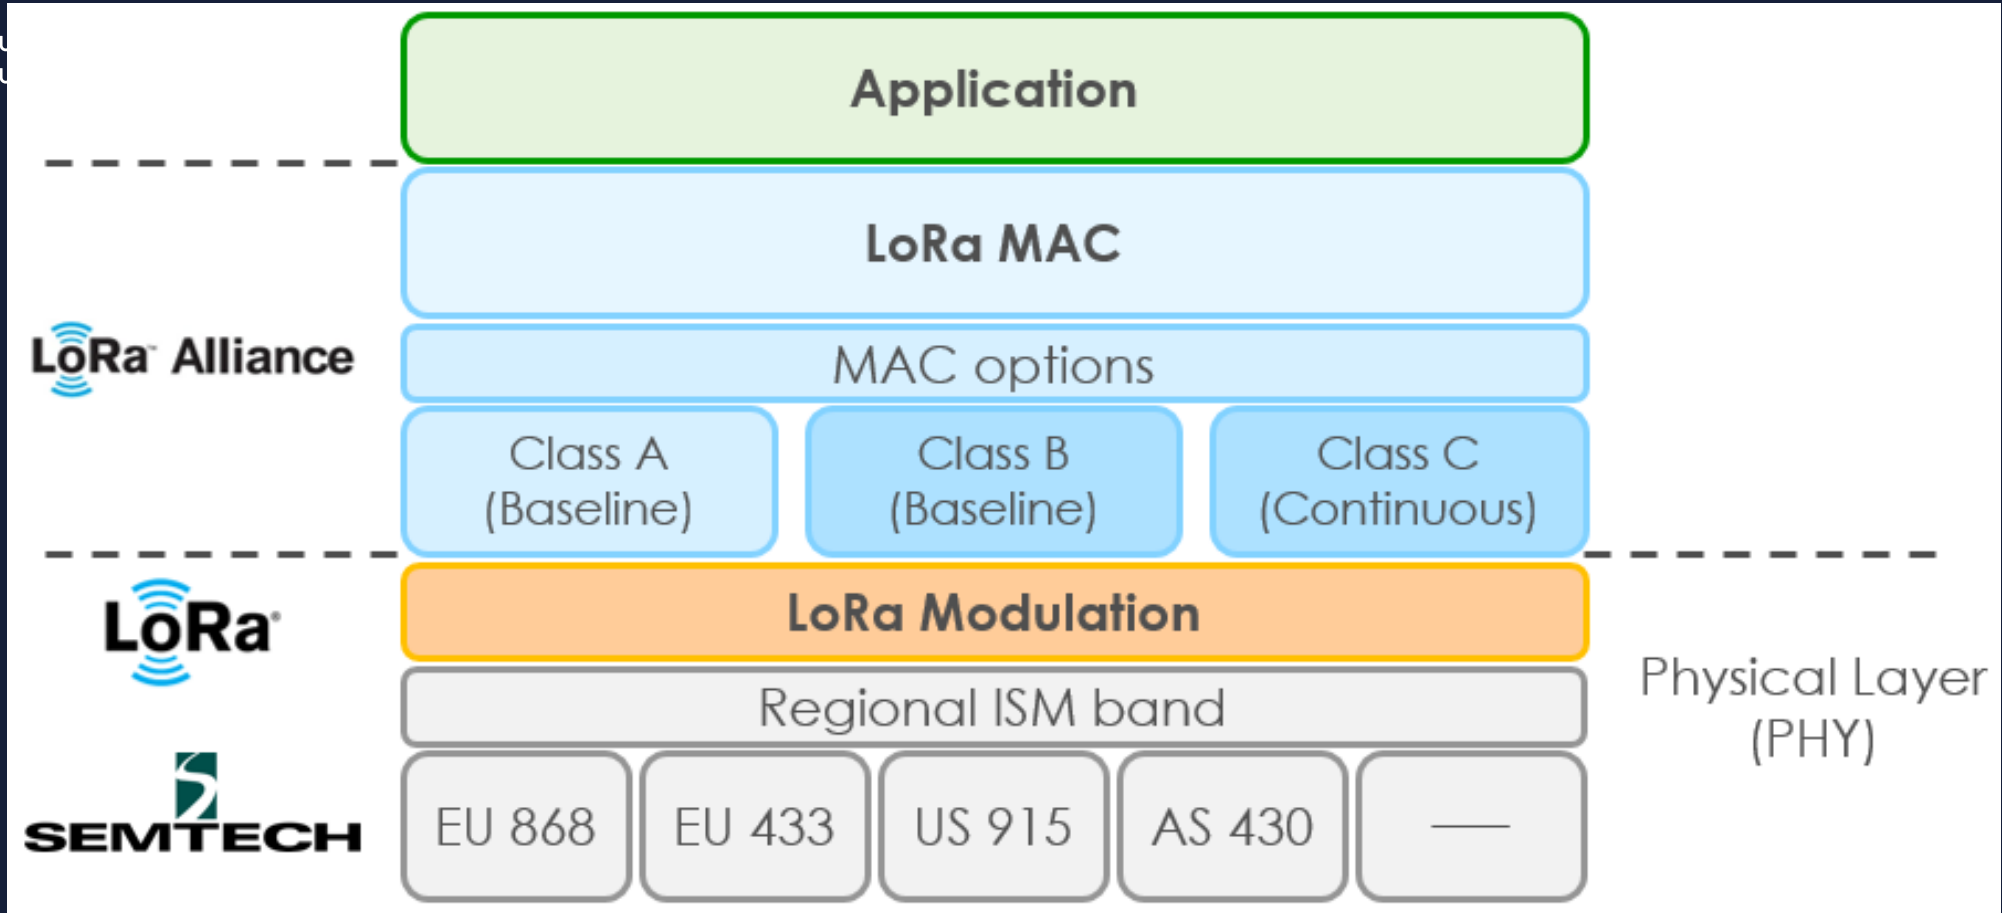 Application
LoRa MAC
LoRa™ Alliance
MAC options
Class A
(Baseline)
Class B
(Baseline)
Class C
(Continuous)
LoRa®
LoRa Modulation
Regional ISM band
Physical Layer
(PHY)
SEMTECH
EU 868
EU 433
US 915
AS 430